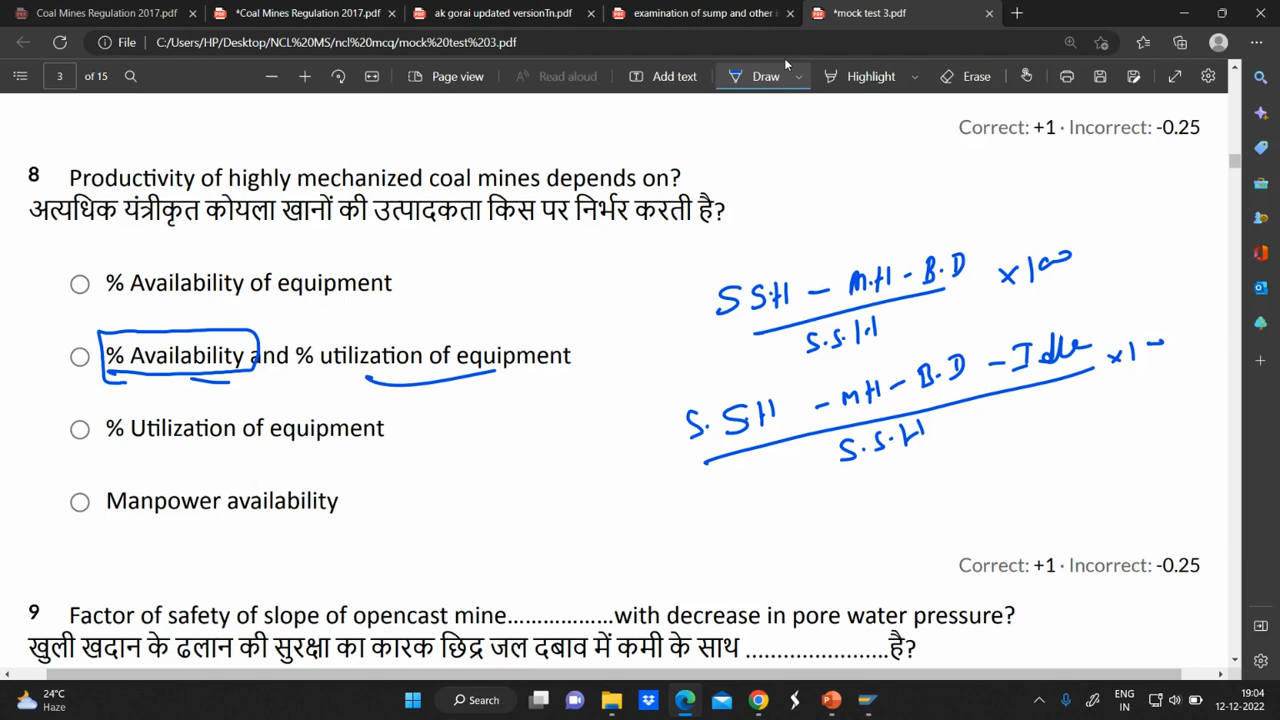 Coal Mines Regulation 2017.pdf
*Coal Mines Regulation 2017.pdf
ak gorai updated versionTn.pdf
examination of sump and other i
*mock test 3.pdf
File
C:/Users/HP/Desktop/NCL%20MS/ncl%20mcq/mock%20test%203.pdf
3 of 15
Page view
Read aloud
Add text
Draw
Highlight
Erase
Correct: +1 · Incorrect: -0.25
8 Productivity of highly mechanized coal mines depends on?
अत्यधिक यंत्रीकृत कोयला खानों की उत्पादकता किस पर निर्भर करती है?
% Availability of equipment
S S.H - M.H - B.D x 100
S.S.H
% Availability and % utilization of equipment
S.S.H - M.H - B.D - Idle x 1
S.S.H
% Utilization of equipment
Manpower availability
Correct: +1 · Incorrect: -0.25
9 Factor of safety of slope of opencast mine..................with decrease in pore water pressure?
खुली खदान के ढलान की सुरक्षा का कारक छिद्र जल दबाव में कमी के साथ .......................है?
24°C
Haze
Search
ENG
IN
19:04
12-12-2022